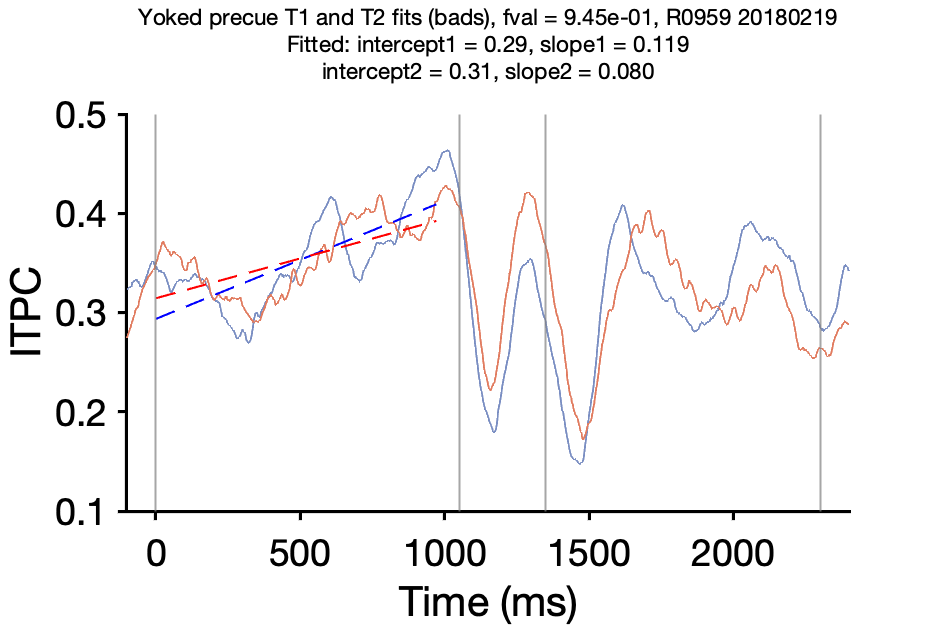 Yoked precue T1 and T2 fits (bads), fval = 9.45e-01, R0959 20180219
Fitted: intercept1 = 0.29, slope1 = 0.119
intercept2 = 0.31, slope2 = 0.080
0.5
0.4
0.3
0.2
0.1
ITPC
0 500 1000 1500 2000
Time (ms)